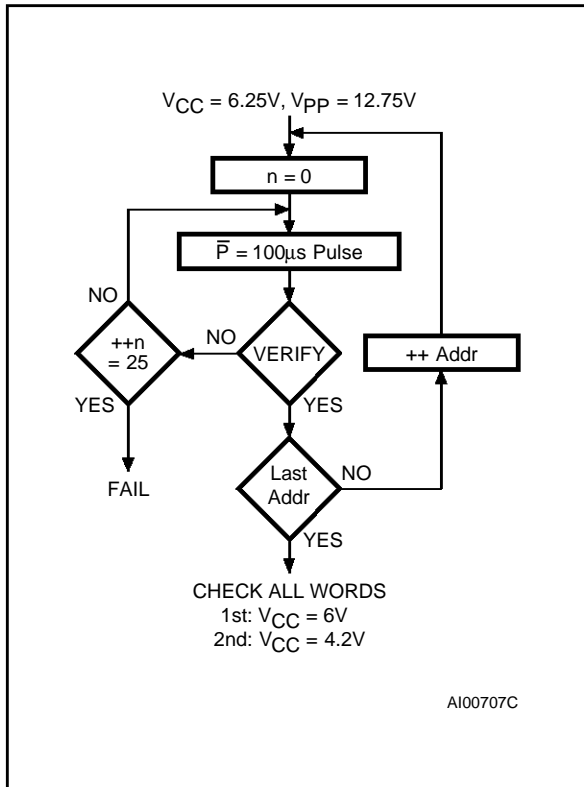 VCC = 6.25V, VPP = 12.75V
n = 0
P̅ = 100µs Pulse
NO
++n
= 25
NO
VERIFY
++ Addr
YES
YES
FAIL
Last
Addr
NO
YES
CHECK ALL WORDS
1st: VCC = 6V
2nd: VCC = 4.2V
AI00707C